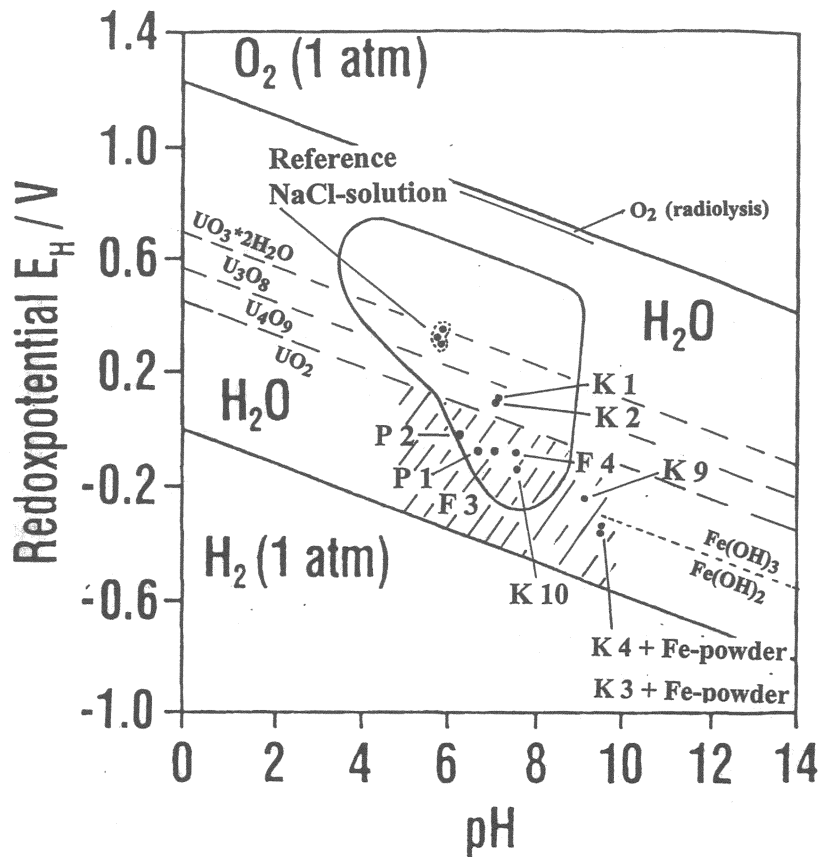 1.4
O₂ (1 atm)
1.0
Reference
NaCl-solution
O₂ (radiolysis)
0.6
UO₃*2H₂O
U₃O₈
U₄O₉
UO₂
H₂O
0.2
H₂O
K 1
K 2
P 2
P 1
F 3
F 4
K 9
-0.2
H₂ (1 atm)
K 10
Fe(OH)₃
Fe(OH)₂
-0.6
K 4 + Fe-powder
K 3 + Fe-powder
-1.0
0 2 4 6 8 10 12 14
pH
Redoxpotential E_H / V